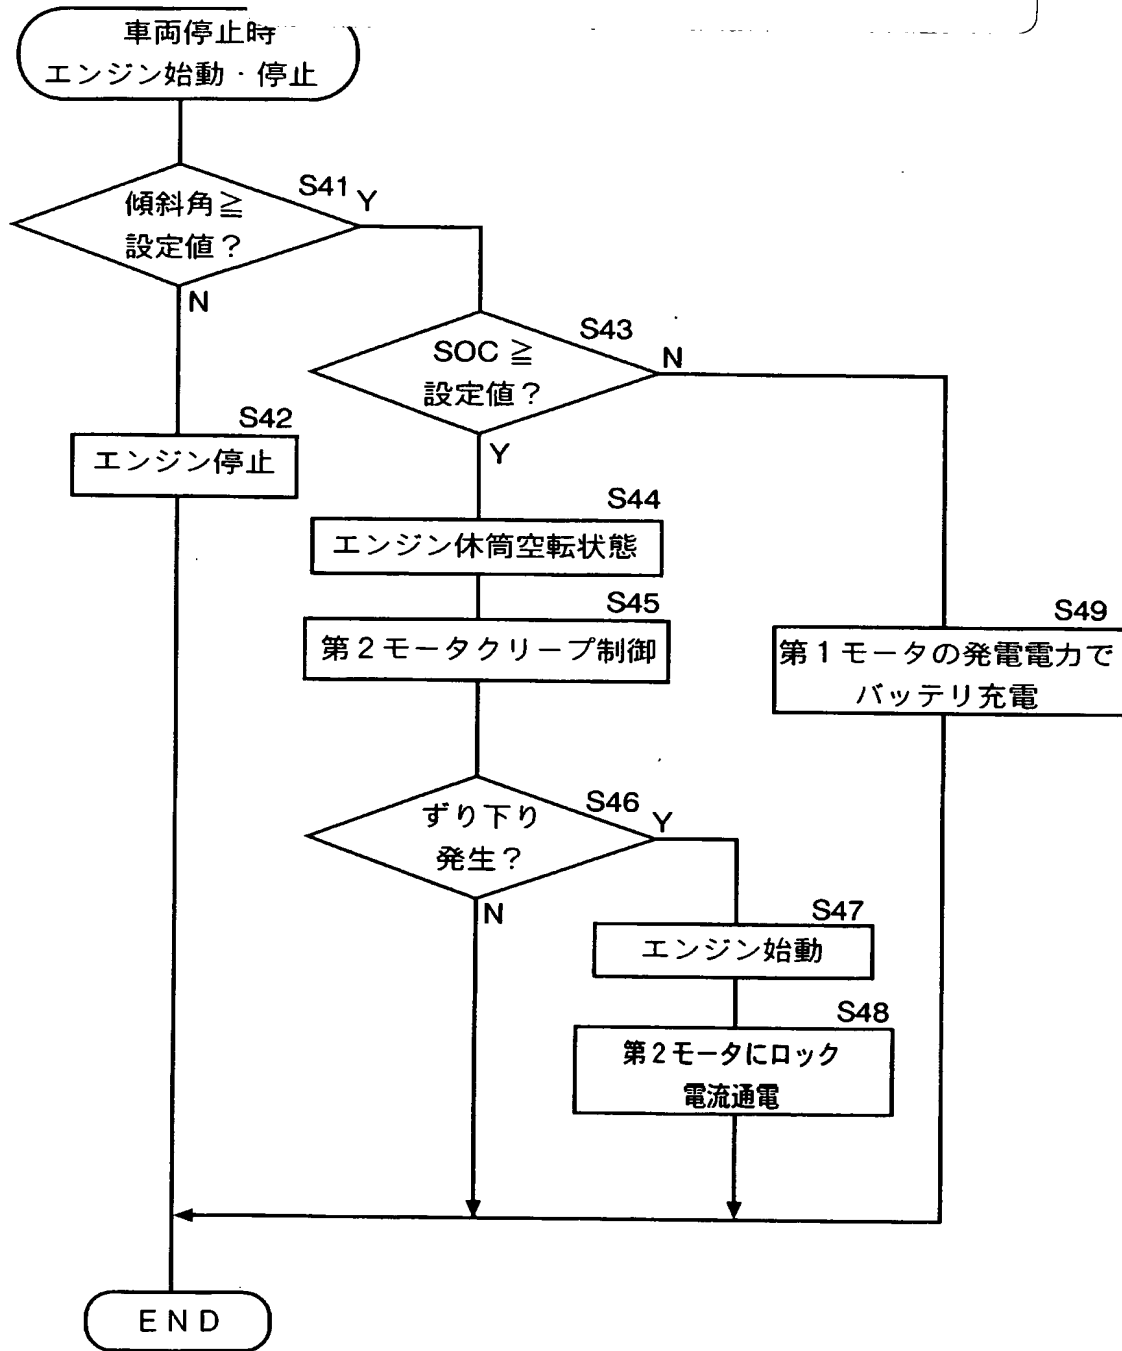 車両停止時
エンジン始動・停止
S41
Y
傾斜角≧
設定値?
N
S43
SOC ≧
設定値?
N
Y
S42
エンジン停止
S44
エンジン休筒空転状態
S45
第2モータクリープ制御
S49
第1モータの発電電力で
バッテリ充電
S46
Y
ずり下り
発生?
N
S47
エンジン始動
S48
第2モータにロック
電流通電
END